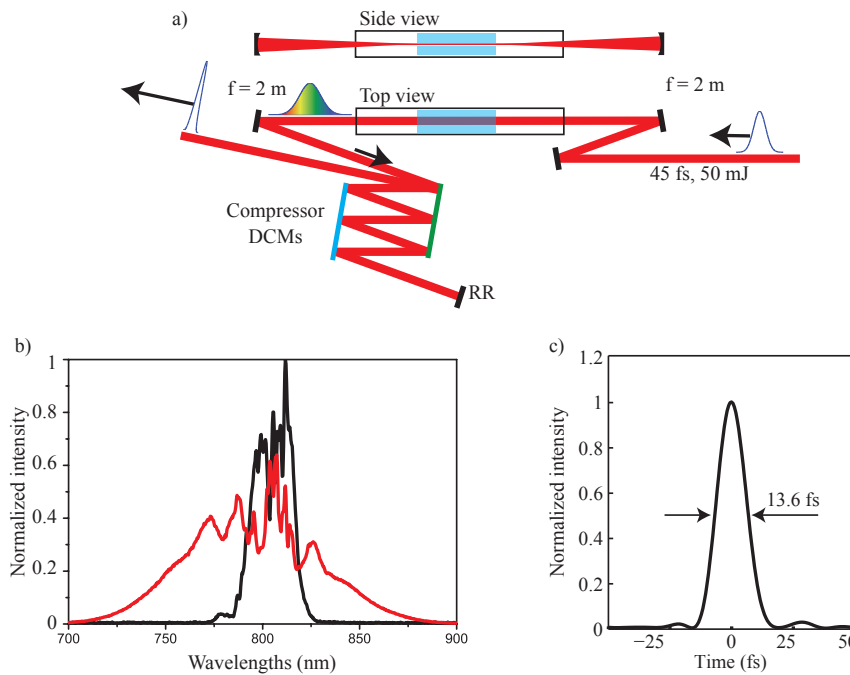 a)
Side view
f = 2 m
Top view
f = 2 m
45 fs, 50 mJ
Compressor
DCMs
RR
b)
Normalized intensity
1
0.8
0.6
0.4
0.2
0
700
750
800
850
900
Wavelengths (nm)
c)
Normalized intensity
1.2
1
0.8
0.6
0.4
0.2
0
13.6 fs
−25
0
25
50
Time (fs)